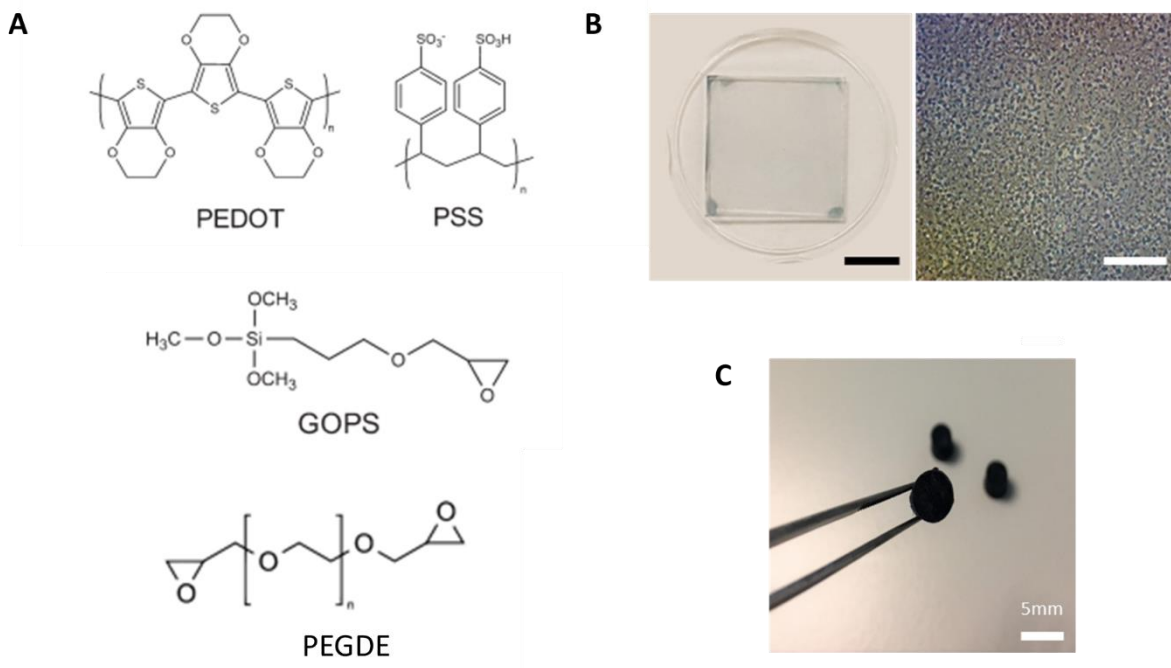 A
B
O O
SO₃⁻ SO₃H
S S
S
n
O O O O
n
PEDOT
PSS
OCH₃
H₃C O Si
O
OCH₃
O
GOPS
C
O
O
O
O
n
PEGDE
5mm